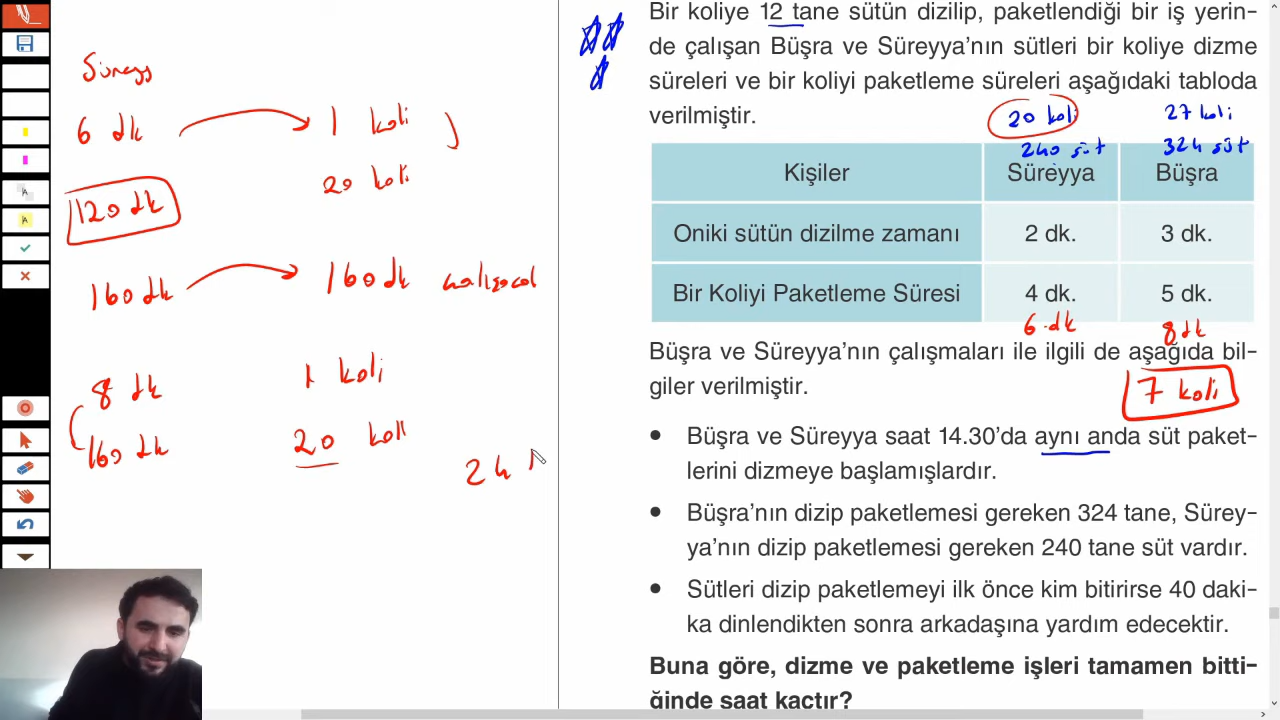 Süreyya
6 dk 1 koli
20 koli
120 dk
160 dk 160 dk çalışacak
8 dk 1 koli
160 dk 20 koli
24
Bir koliye 12 tane sütün dizilip, paketlendiği bir iş yerin-
de çalışan Büşra ve Süreyya'nın sütleri bir koliye dizme
süreleri ve bir koliyi paketleme süreleri aşağıdaki tabloda
verilmiştir.
20 koli 27 koli
240 süt 324 süt
Kişiler Süreyya Büşra
Oniki sütün dizilme zamanı 2 dk. 3 dk.
Bir Koliyi Paketleme Süresi 4 dk. 5 dk.
6 dk 8 dk
Büşra ve Süreyya'nın çalışmaları ile ilgili de aşağıda bil-
giler verilmiştir.
7 koli
• Büşra ve Süreyya saat 14.30'da aynı anda süt paket-
lerini dizmeye başlamışlardır.
• Büşra'nın dizip paketlemesi gereken 324 tane, Sürey-
ya'nın dizip paketlemesi gereken 240 tane süt vardır.
• Sütleri dizip paketlemeyi ilk önce kim bitirirse 40 daki-
ka dinlendikten sonra arkadaşına yardım edecektir.
Buna göre, dizme ve paketleme işleri tamamen bitti-
ğinde saat kaçtır?